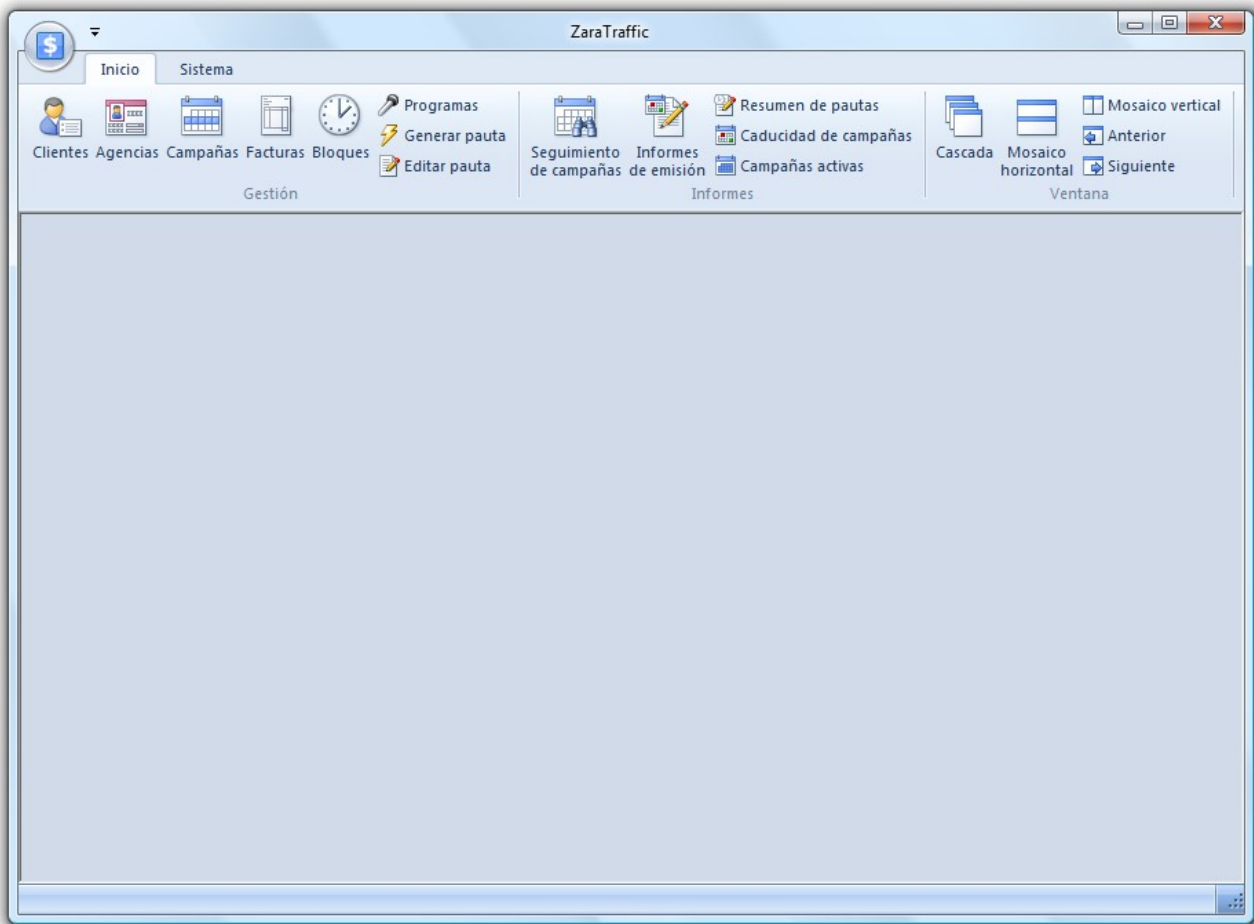 ZaraTraffic
Inicio Sistema
Clientes
Agencias
Campañas
Facturas
Bloques
Programas
Generar pauta
Editar pauta
Gestión
Seguimiento
de campañas
Informes
de emisión
Resumen de pautas
Caducidad de campañas
Campañas activas
Informes
Cascada
Mosaico
horizontal
Mosaico vertical
Anterior
Siguiente
Ventana